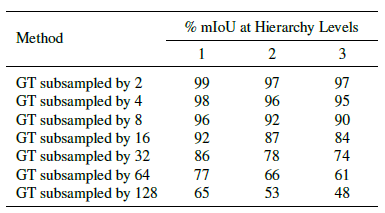 Method % mIoU at Hierarchy Levels
1 2 3
GT subsampled by 2 99 97 97
GT subsampled by 4 98 96 95
GT subsampled by 8 96 92 90
GT subsampled by 16 92 87 84
GT subsampled by 32 86 78 74
GT subsampled by 64 77 66 61
GT subsampled by 128 65 53 48